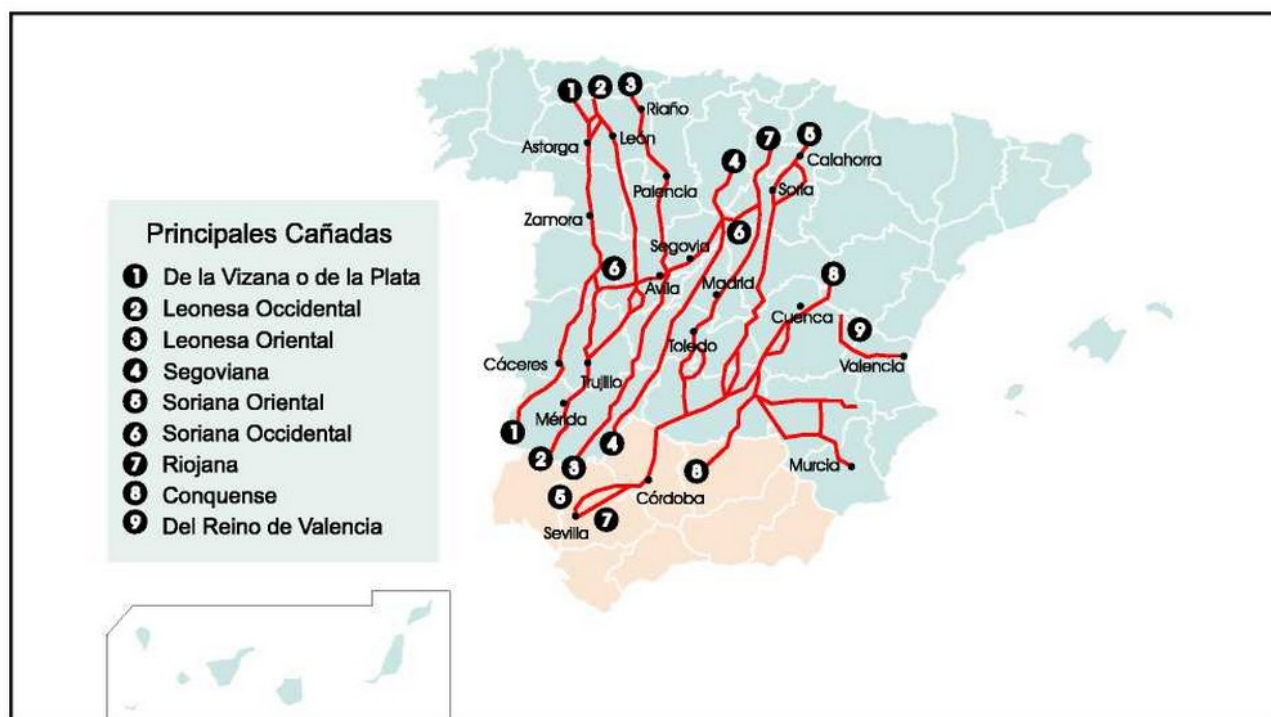 Principales Cañadas
1 De la Vizana o de la Plata
2 Leonesa Occidental
3 Leonesa Oriental
4 Segoviana
5 Soriana Oriental
6 Soriana Occidental
7 Riojana
8 Conquense
9 Del Reino de Valencia
1
2
3
Riaño
Astorga
León
7
5
4
Calahorra
Palencia
Soria
Zamora
6
Segovia
6
Avila
Madrid
8
Cuenca
9
Toledo
Cáceres
Trujillo
Valencia
Mérida
1
4
2
3
8
Murcia
5
Córdoba
7
Sevilla